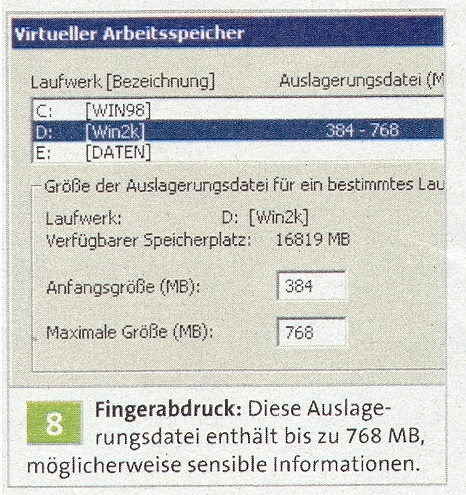 Virtueller Arbeitsspeicher
Laufwerk [Bezeichnung] Auslagerungsdatei (M
C: [WIN98]
D: [Win2k] 384 - 768
E: [DATEN]
Größe der Auslagerungsdatei für ein bestimmtes Lau
Laufwerk: D: [Win2k]
Verfügbarer Speicherplatz: 16819 MB
Anfangsgröße (MB): 384
Maximale Größe (MB): 768
8 Fingerabdruck: Diese Auslage-
rungsdatei enthält bis zu 768 MB,
möglicherweise sensible Informationen.